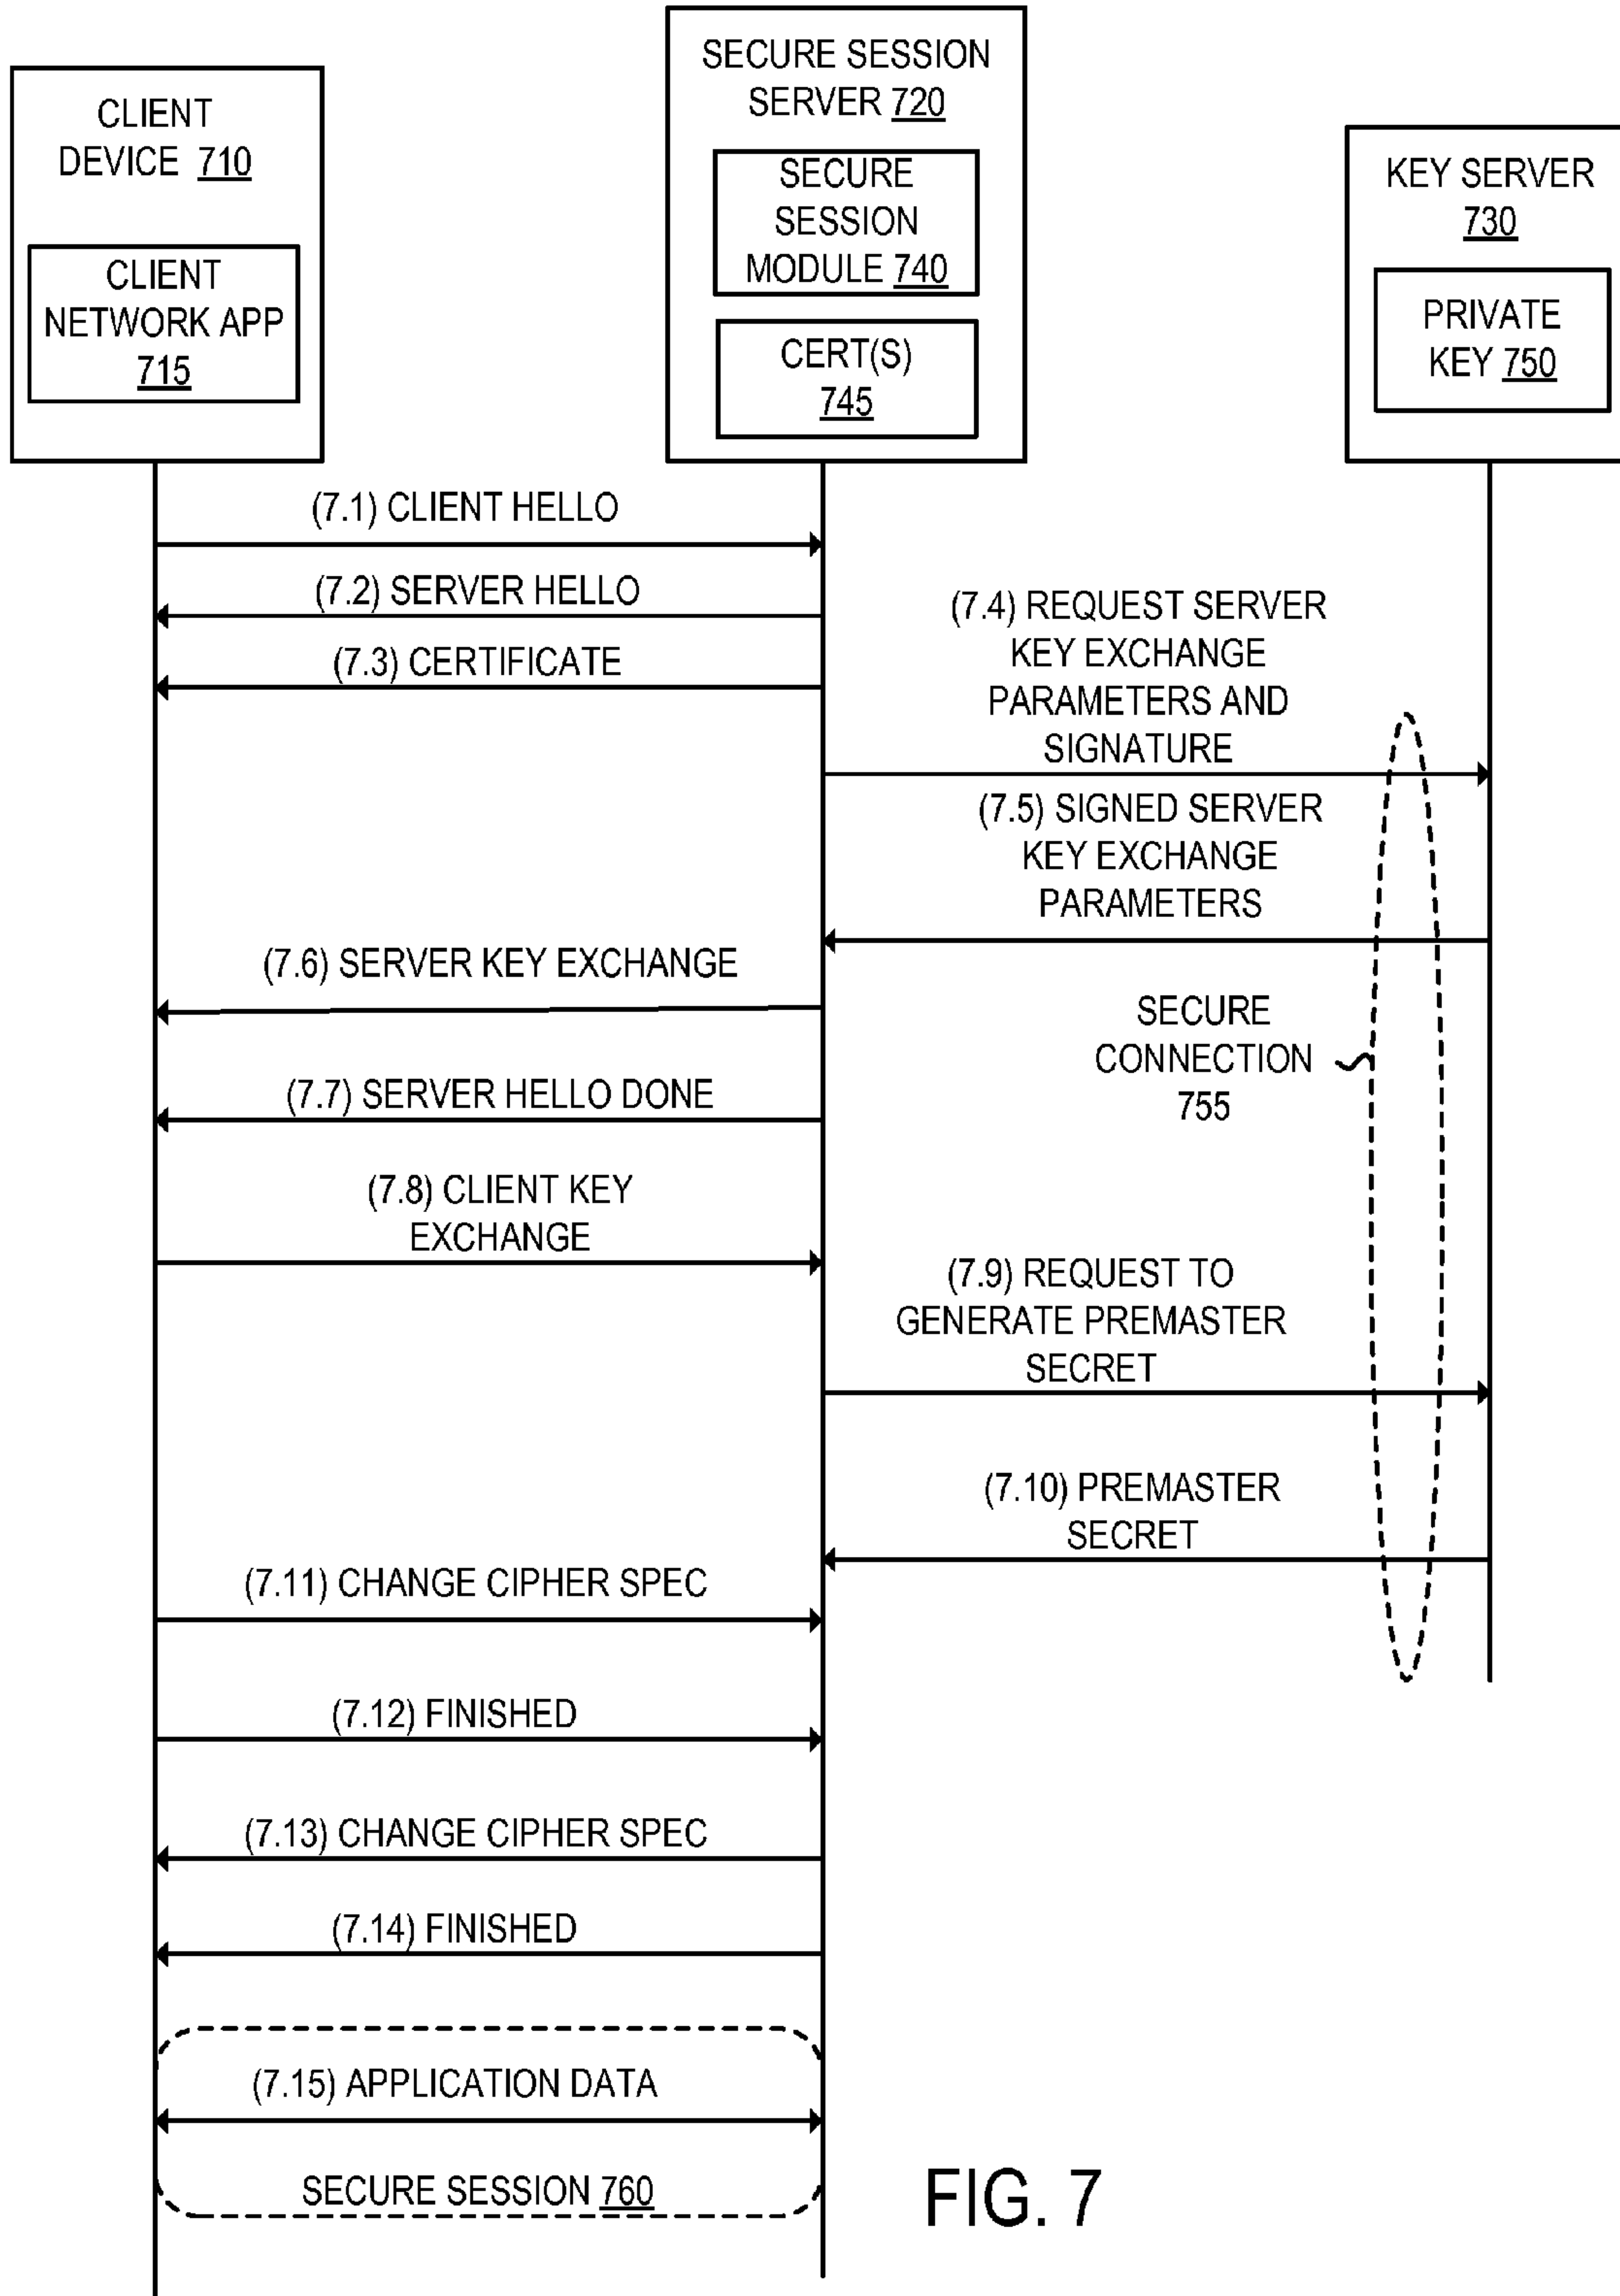 CLIENT
DEVICE 710
CLIENT
NETWORK APP
715
SECURE SESSION
SERVER 720
SECURE
SESSION
MODULE 740
CERT(S)
745
KEY SERVER
730
PRIVATE
KEY 750
(7.1) CLIENT HELLO
(7.2) SERVER HELLO
(7.3) CERTIFICATE
(7.4) REQUEST SERVER
KEY EXCHANGE
PARAMETERS AND
SIGNATURE
(7.5) SIGNED SERVER
KEY EXCHANGE
PARAMETERS
(7.6) SERVER KEY EXCHANGE
SECURE
CONNECTION
755
(7.7) SERVER HELLO DONE
(7.8) CLIENT KEY
EXCHANGE
(7.9) REQUEST TO
GENERATE PREMASTER
SECRET
(7.10) PREMASTER
SECRET
(7.11) CHANGE CIPHER SPEC
(7.12) FINISHED
(7.13) CHANGE CIPHER SPEC
(7.14) FINISHED
(7.15) APPLICATION DATA
SECURE SESSION 760
FIG. 7